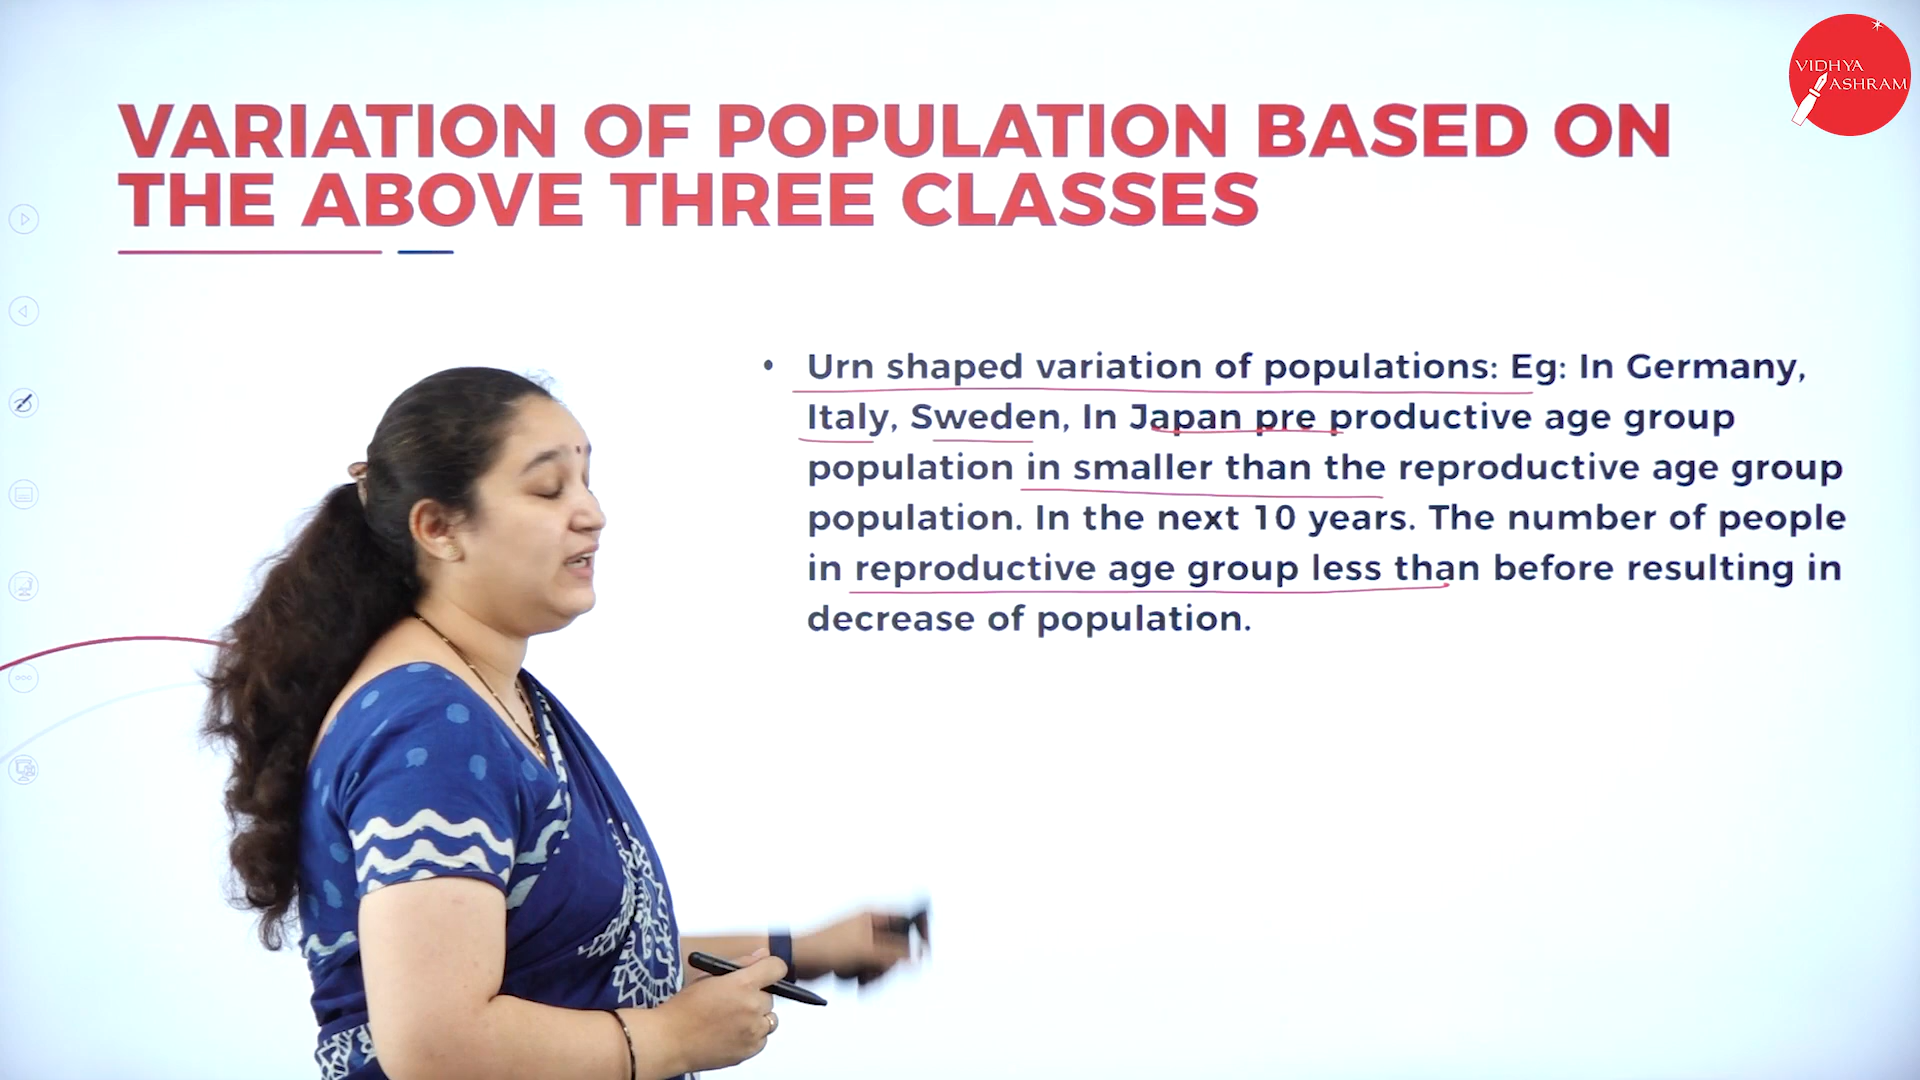 VIDHYA
ASHRAM
VARIATION OF POPULATION BASED ON
THE ABOVE THREE CLASSES
• Urn shaped variation of populations: Eg: In Germany,
Italy, Sweden, In Japan pre productive age group
population in smaller than the reproductive age group
population. In the next 10 years. The number of people
in reproductive age group less than before resulting in
decrease of population.